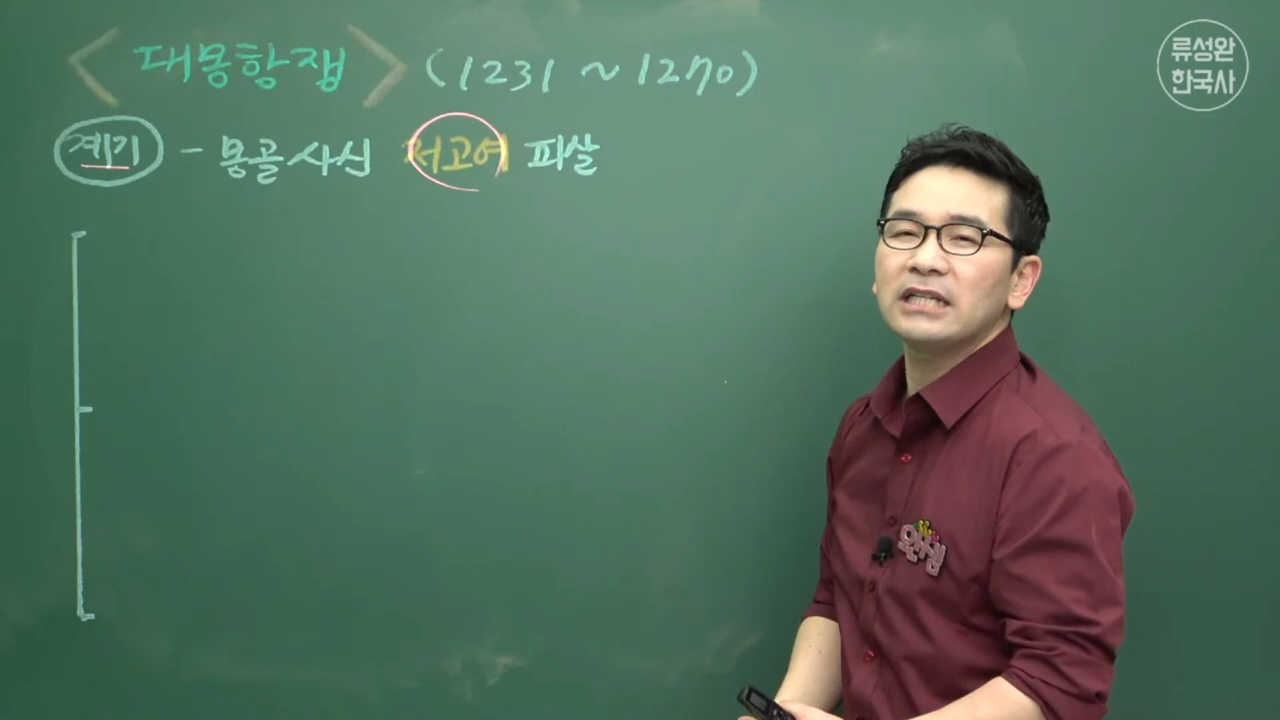 <대몽항쟁> (1231 ~ 1270)
계기 - 몽골사신 저고여 피살
류성완
한국사